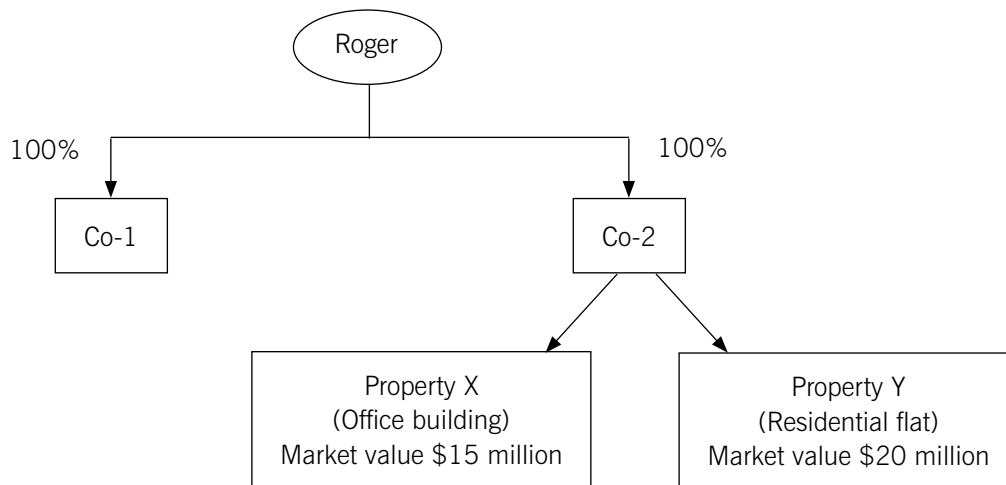 Roger
100%
100%
Co-1
Co-2
Property X
(Office building)
Market value $15 million
Property Y
(Residential flat)
Market value $20 million